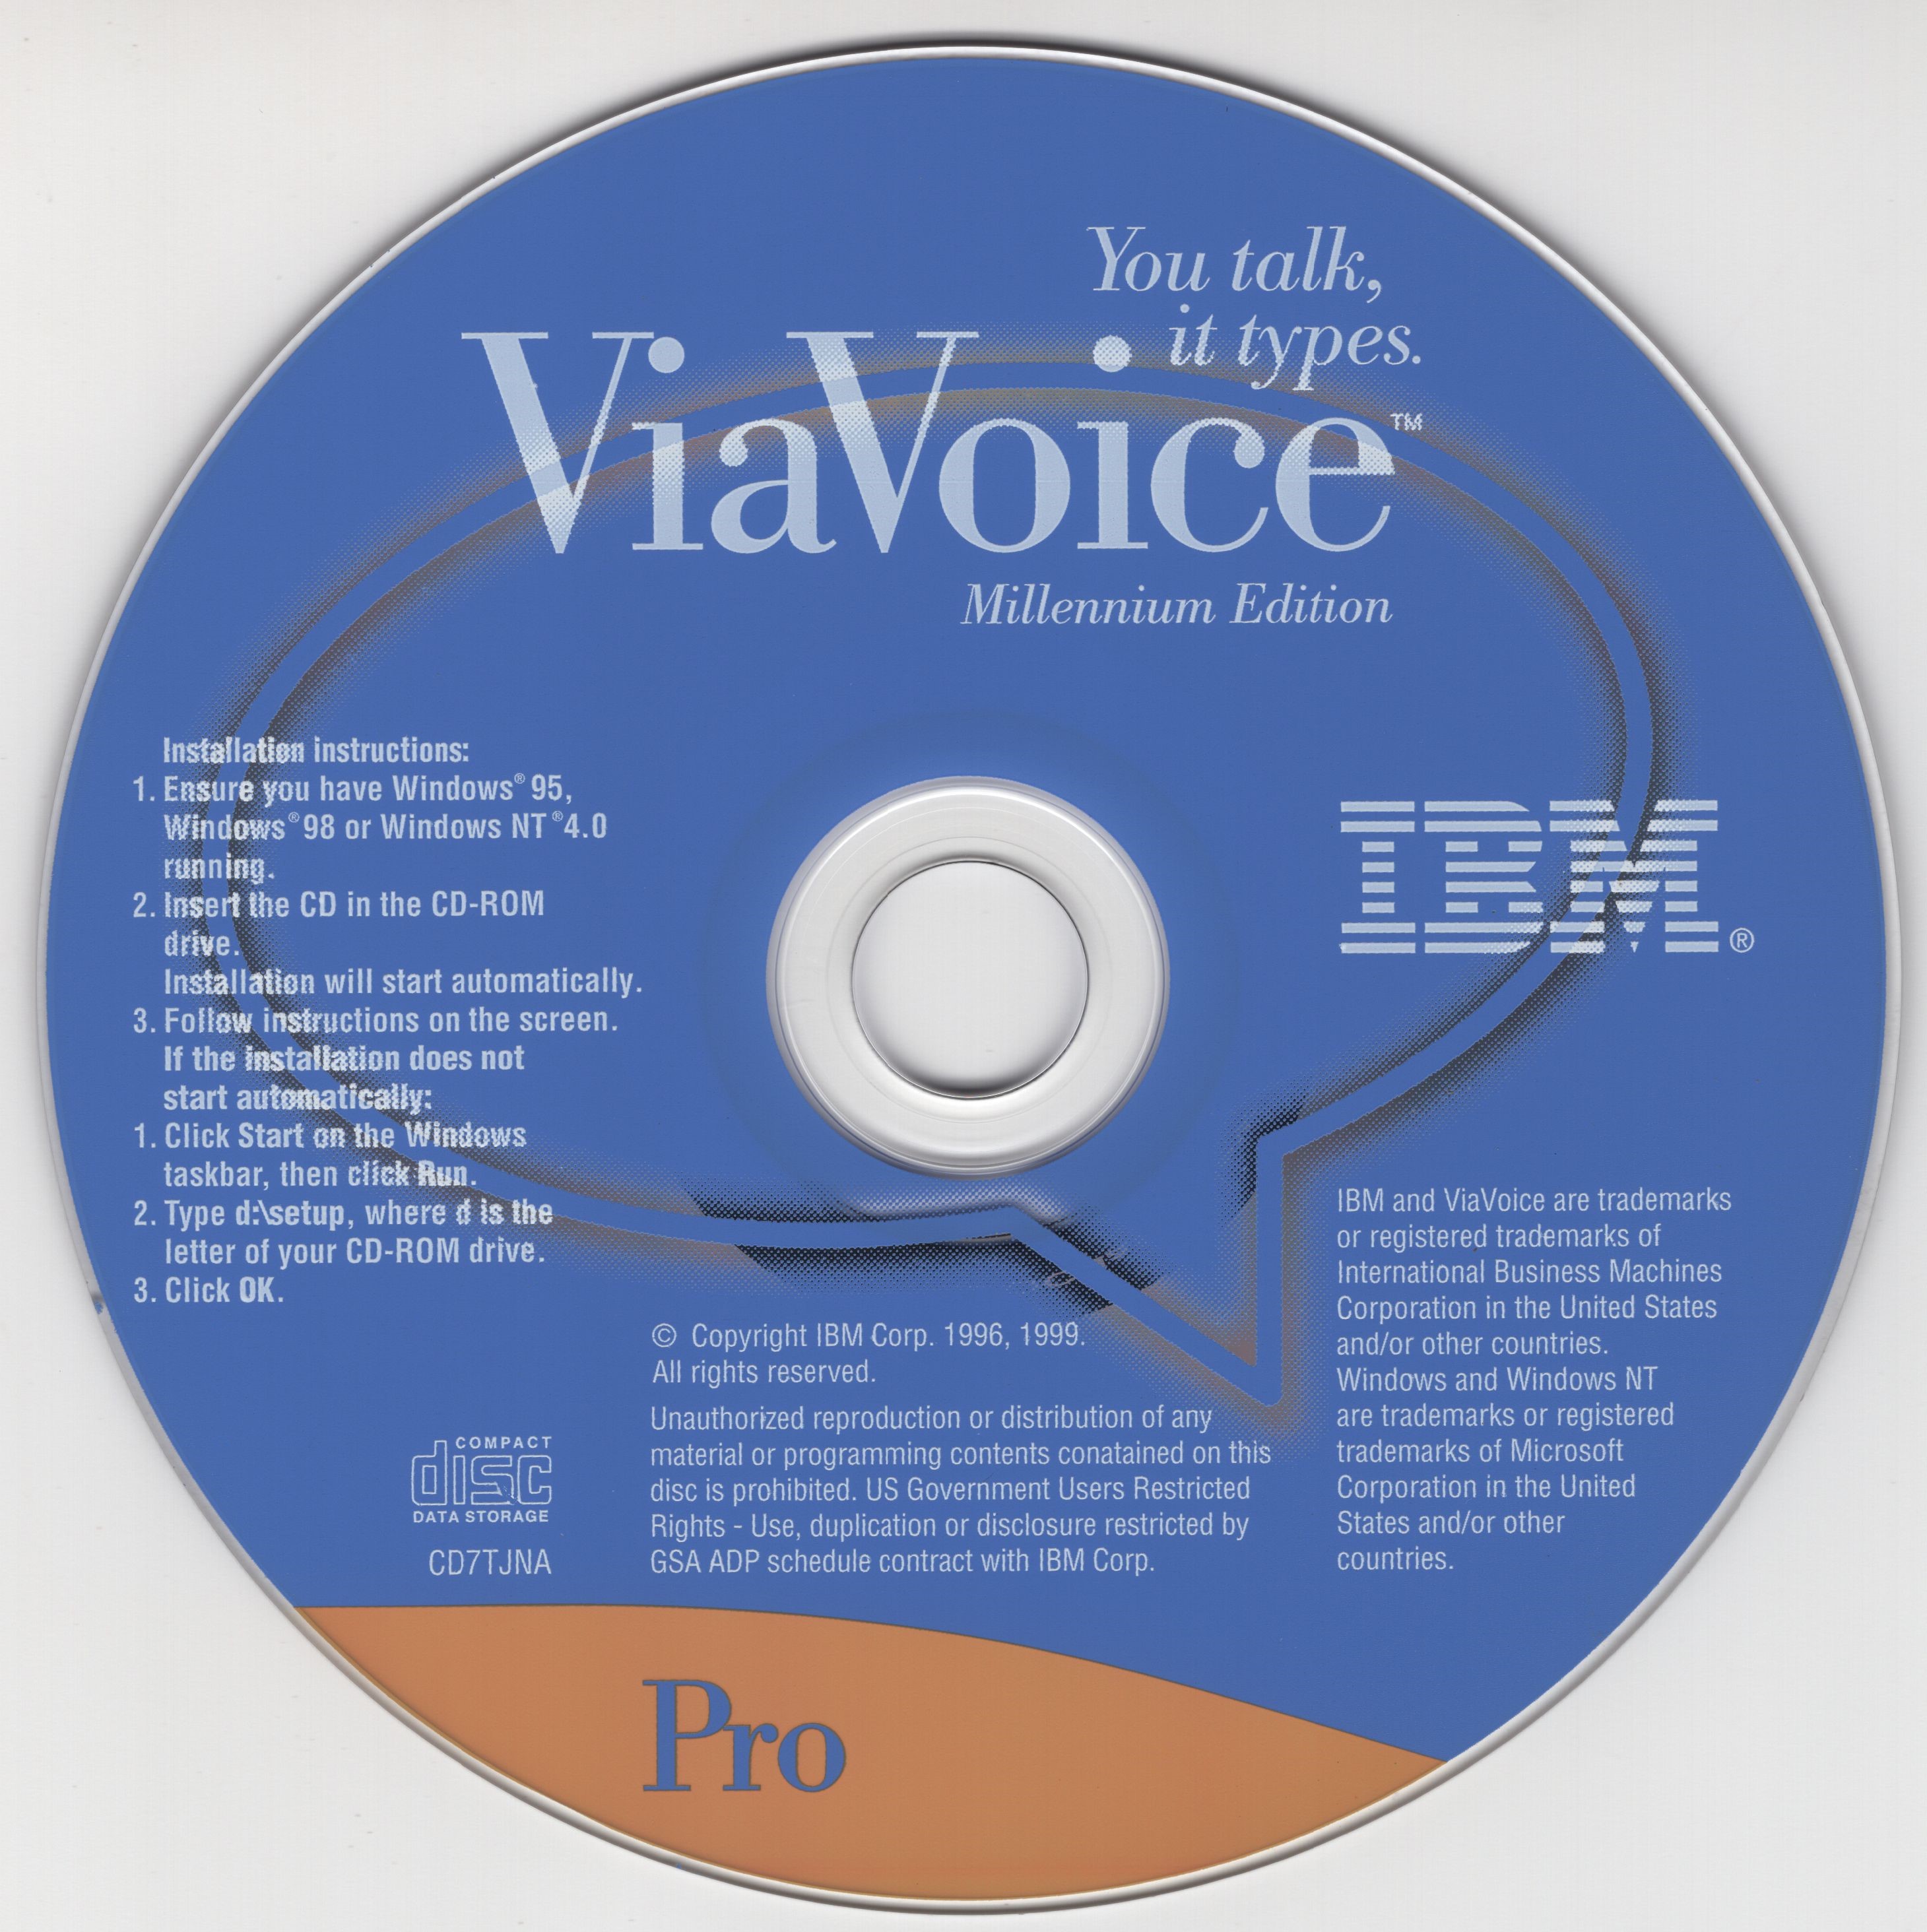 You talk,
it types.
ViaVoice™
Millennium Edition
Installation instructions:
1. Ensure you have Windows® 95,
Windows® 98 or Windows NT® 4.0
running.
2. Insert the CD in the CD-ROM
drive.
Installation will start automatically.
3. Follow instructions on the screen.
If the installation does not
start automatically:
1. Click Start on the Windows
taskbar, then click Run.
2. Type d:\setup, where d is the
letter of your CD-ROM drive.
3. Click OK.
IBM®
IBM and ViaVoice are trademarks
or registered trademarks of
International Business Machines
Corporation in the United States
and/or other countries.
Windows and Windows NT
are trademarks or registered
trademarks of Microsoft
Corporation in the United
States and/or other
countries.
© Copyright IBM Corp. 1996, 1999.
All rights reserved.
Unauthorized reproduction or distribution of any
material or programming contents conatained on this
disc is prohibited. US Government Users Restricted
Rights - Use, duplication or disclosure restricted by
GSA ADP schedule contract with IBM Corp.
COMPACT
disc
DATA STORAGE
CD7TJNA
Pro